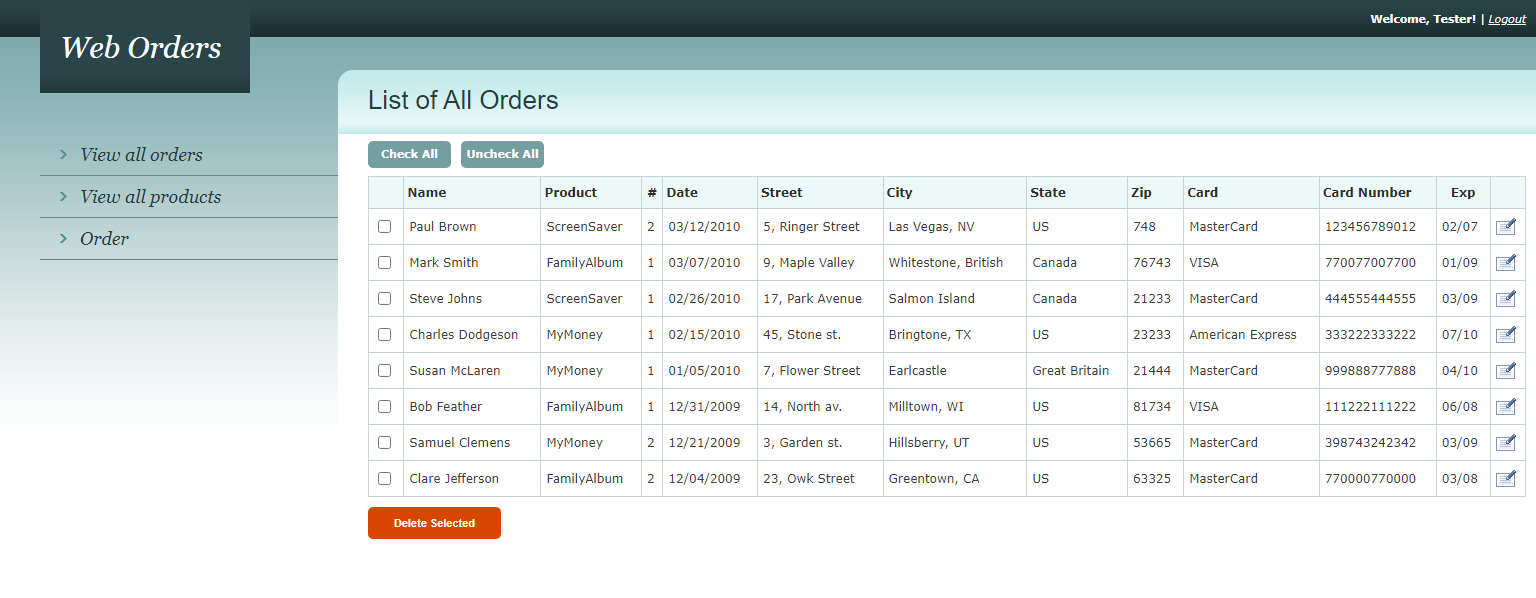 Welcome, Tester! | Logout
Web Orders
List of All Orders
View all orders
View all products
Order
Check All Uncheck All
Name Product # Date Street City State Zip Card Card Number Exp
Paul Brown ScreenSaver 2 03/12/2010 5, Ringer Street Las Vegas, NV US 748 MasterCard 123456789012 02/07
Mark Smith FamilyAlbum 1 03/07/2010 9, Maple Valley Whitestone, British Canada 76743 VISA 770077007700 01/09
Steve Johns ScreenSaver 1 02/26/2010 17, Park Avenue Salmon Island Canada 21233 MasterCard 444555444555 03/09
Charles Dodgeson MyMoney 1 02/15/2010 45, Stone st. Bringtone, TX US 23233 American Express 333222333222 07/10
Susan McLaren MyMoney 1 01/05/2010 7, Flower Street Earlcastle Great Britain 21444 MasterCard 999888777888 04/10
Bob Feather FamilyAlbum 1 12/31/2009 14, North av. Milltown, WI US 81734 VISA 111222111222 06/08
Samuel Clemens MyMoney 2 12/21/2009 3, Garden st. Hillsberry, UT US 53665 MasterCard 398743242342 03/09
Clare Jefferson FamilyAlbum 2 12/04/2009 23, Owk Street Greentown, CA US 63325 MasterCard 770000770000 03/08
Delete Selected